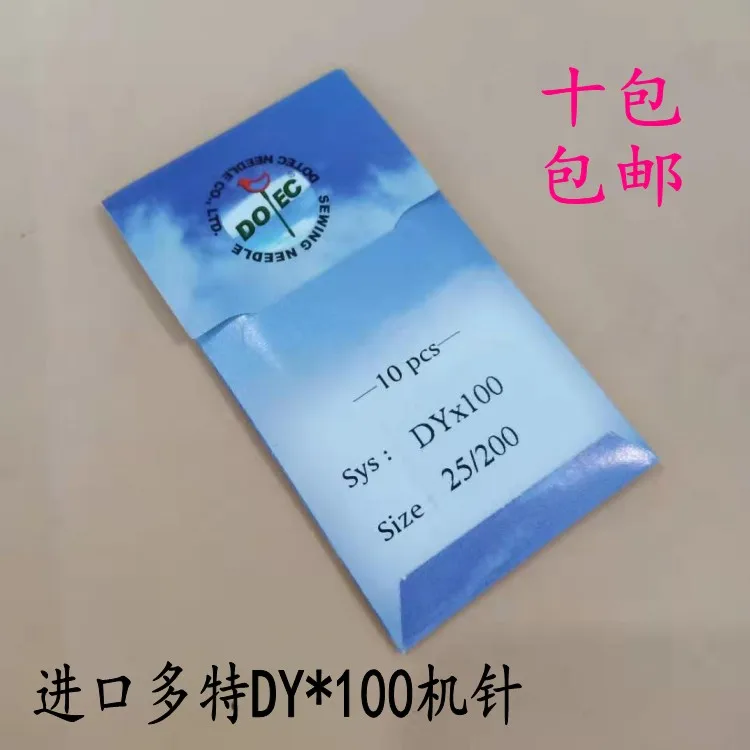 十包
包邮
DOTEC NEEDLE CO., LTD.
DOTEC
®
SEWING NEEDLE
—10 pcs—
Sys: DYx100
Size: 25/200
进口多特DY*100机针